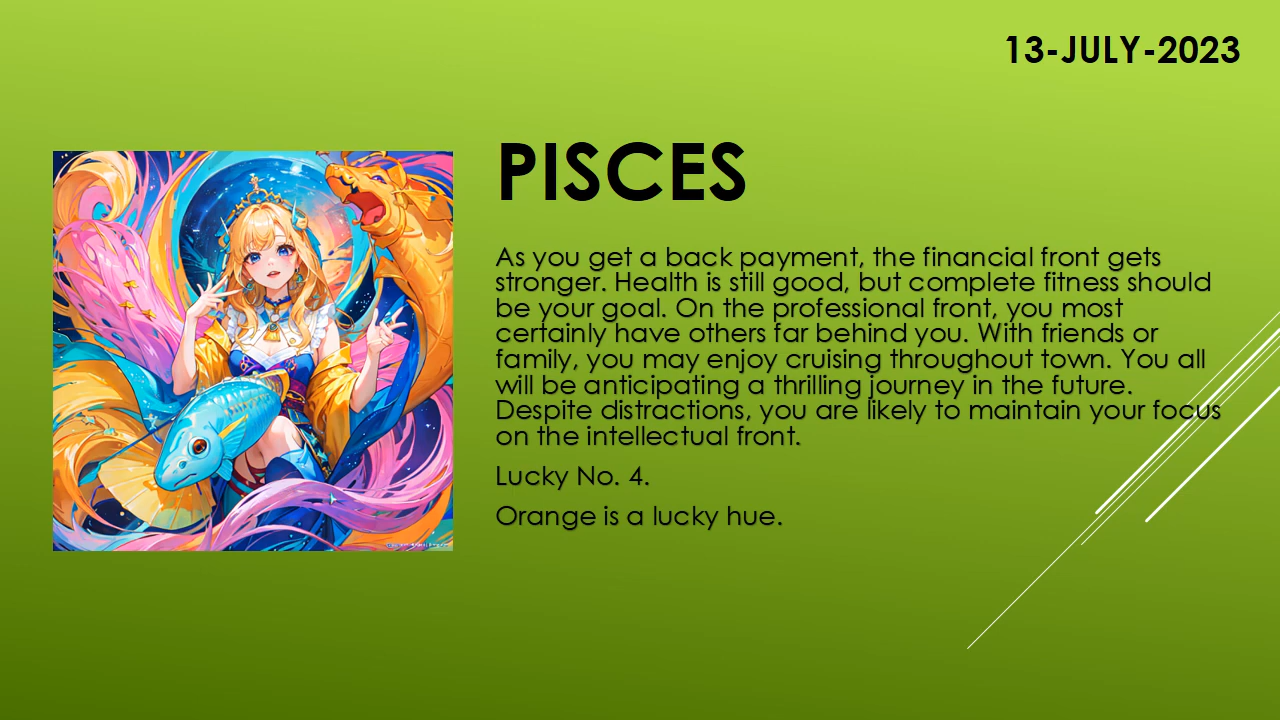 13-JULY-2023
PISCES
As you get a back payment, the financial front gets
stronger. Health is still good, but complete fitness should
be your goal. On the professional front, you most
certainly have others far behind you. With friends or
family, you may enjoy cruising throughout town. You all
will be anticipating a thrilling journey in the future.
Despite distractions, you are likely to maintain your focus
on the intellectual front.
Lucky No. 4.
Orange is a lucky hue.